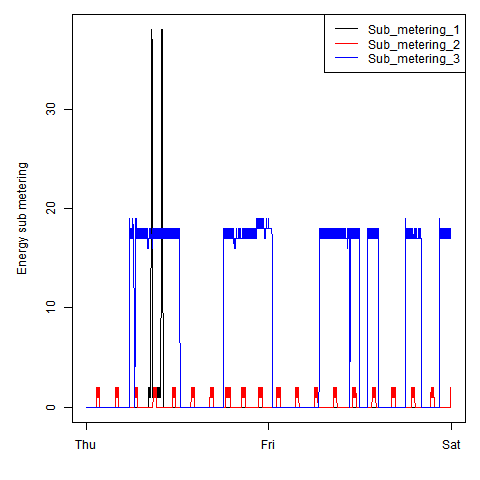 Sub_metering_1
Sub_metering_2
Sub_metering_3
Energy sub metering
30
20
10
0
Thu Fri Sat